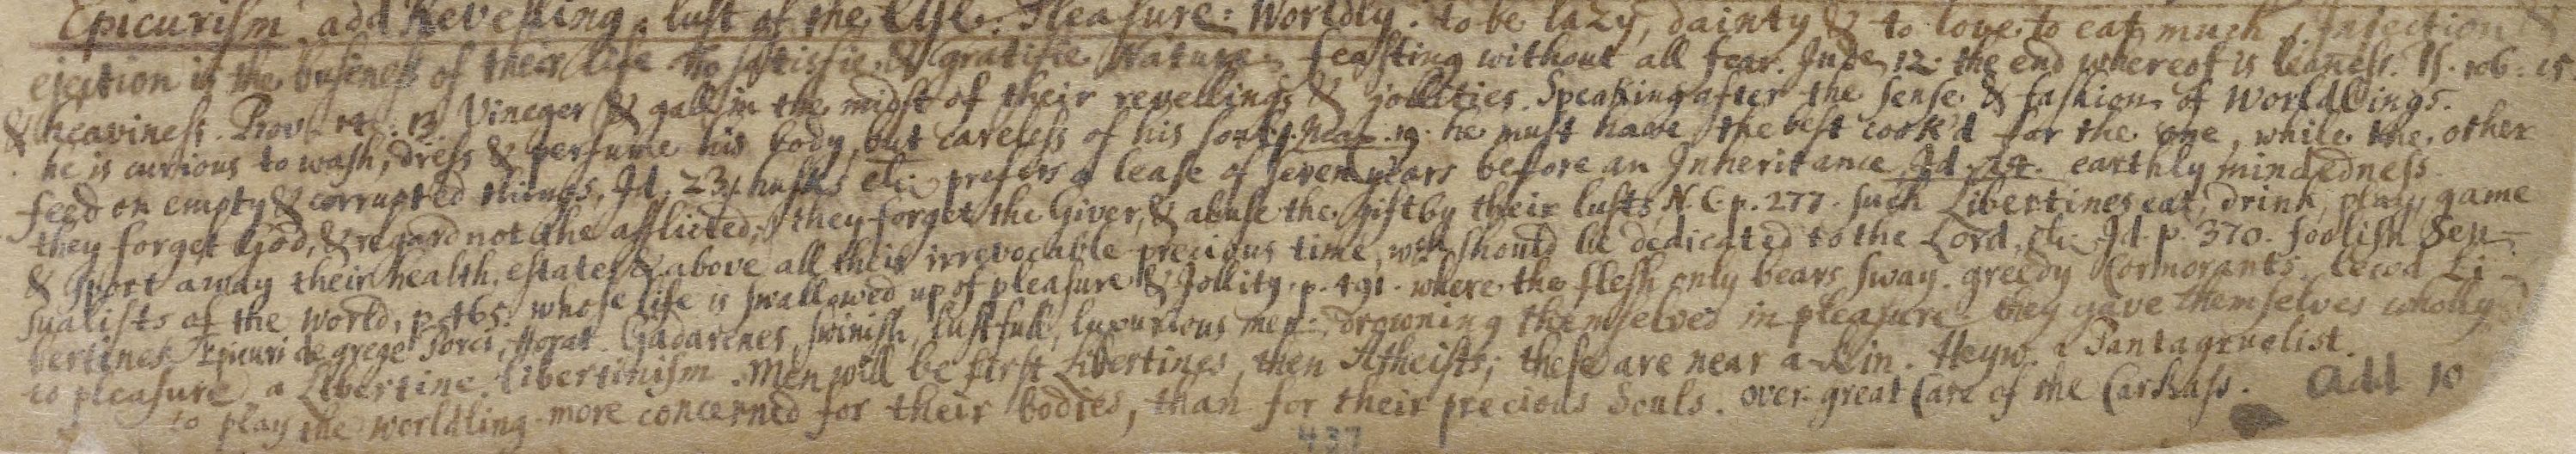 Epicurism. add Revelling. lust of the Eye. Pleasure: Worldly. to be lazy, dainty & to love to eat much, Injection &
ejection is the business of their life to satisfie & gratifie Nature. feasting without all fear. Jude 12. the end whereof is leaness. Ps. 106. 15
& heaviness. Prov. 14. 13 Vineger & gall in the midst of their revellings & jollities. Speaking after the sense & fashion of Worldlings.
he is curious to wash, dress & perfume his body, but careless of his soul. p. 19. he must have the best cook'd for the one, while the other
feed on empty & corrupted things, Id. 23. husks etc. prefers a lease of seven years before an Inheritance Id. 24. earthly mindedness.
they forget God, & regard not the afflicted; they forget the Giver, & abuse the gift by their lusts, N.C. p. 277. such Libertines eat, drink, play, game
& sport away their health, estates & above all their irrevocable precious time, wch should be dedicated to the Lord, etc. Id. p. 370. foolish Sen-
sualists of the World, p. 465. whose life is swallowed up of pleasure & Jollity. p. 491. where the flesh only bears sway. greedy Cormorants. lewd Li-
bertines Epicuri de grege Porci, Horat. Gadarenes, swinish, lustfull, luxurious men: drowning themselves in pleasure. they gave themselves wholly
to pleasure. a Libertine. libertinism. Men will be first Libertines, then Atheists; these are near a-kin. Heyw. a Pantagruelist.
to play the worldling. more concerned for their bodies, than for their precious Souls. over-great Care of the Carkass. add 10
437